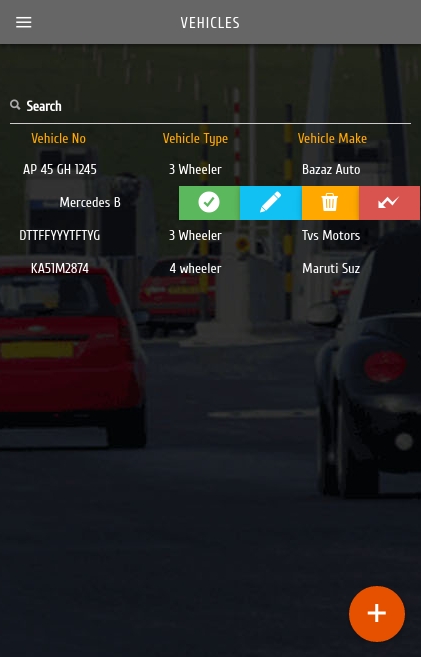 VEHICLES
Search
Vehicle No Vehicle Type Vehicle Make
AP 45 GH 1245 3 Wheeler Bazaz Auto
Mercedes B
DTTFFYYYTFTYG 3 Wheeler Tvs Motors
KA51M2874 4 wheeler Maruti Suz